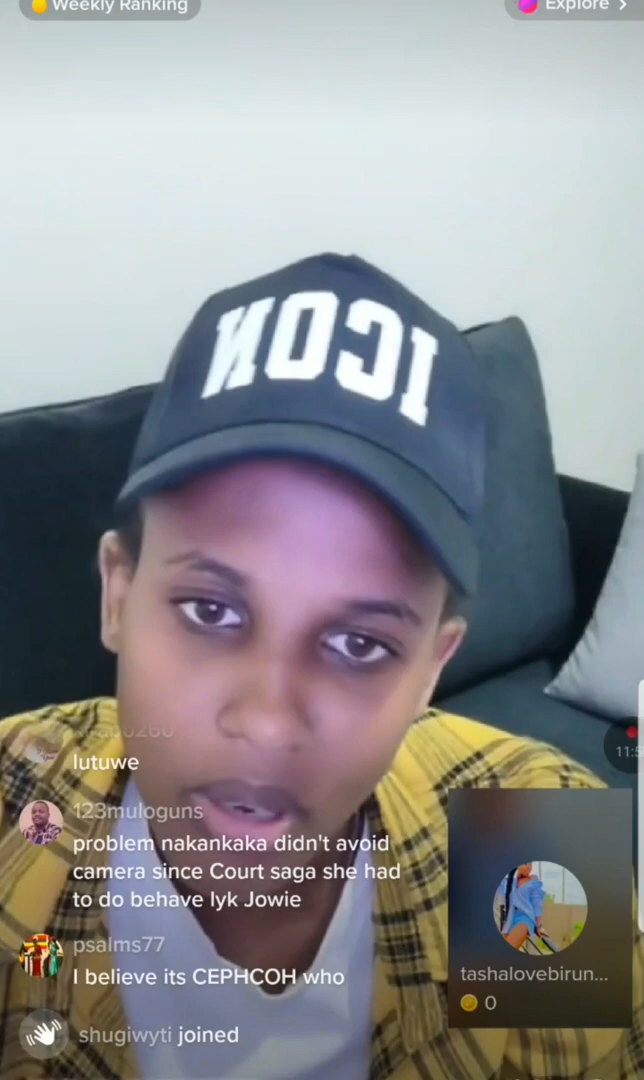 Weekly Ranking
Explore >
ICON
lutuwe
123muloguns
problem nakankaka didn't avoid
camera since Court saga she had
to do behave lyk Jowie
psalms77
I believe its CEPHCOH who
shugiwyti joined
tashalovebirun...
0